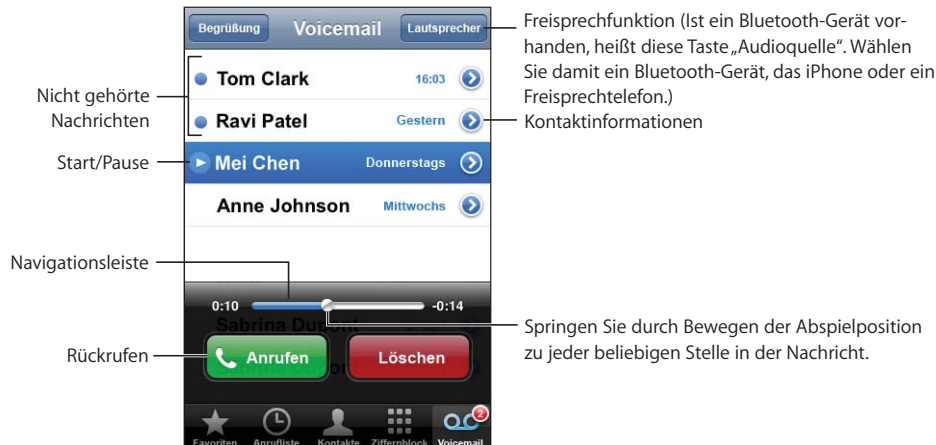 Begrüßung
Voicemail
Lautsprecher
Tom Clark
16:03
Ravi Patel
Gestern
Mei Chen
Donnerstags
Anne Johnson
Mittwochs
0:10
-0:14
Sabrina Dupont
Anrufen
Löschen
Favoriten
Anrufliste
Kontakte
Ziffernblock
Voicemail
2
Nicht gehörte
Nachrichten
Start/Pause
Navigationsleiste
Rückrufen
Freisprechfunktion (Ist ein Bluetooth-Gerät vor-
handen, heißt diese Taste „Audioquelle“. Wählen
Sie damit ein Bluetooth-Gerät, das iPhone oder ein
Freisprechtelefon.)
Kontaktinformationen
Springen Sie durch Bewegen der Abspielposition
zu jeder beliebigen Stelle in der Nachricht.